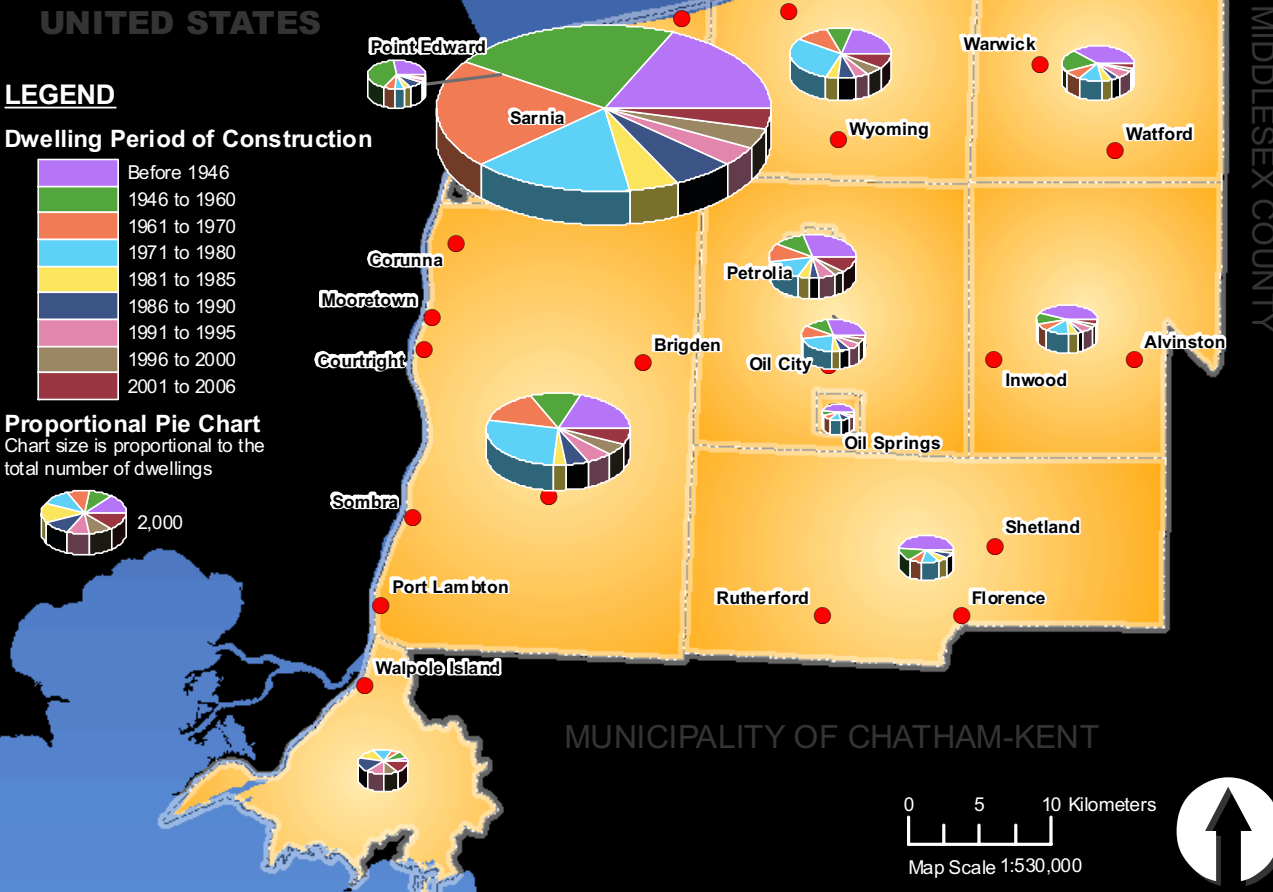 UNITED STATES
MIDDLESEX COUNTY
Point Edward
Warwick
LEGEND
Sarnia
Wyoming
Watford
Dwelling Period of Construction
Before 1946
1946 to 1960
1961 to 1970
1971 to 1980
1981 to 1985
1986 to 1990
1991 to 1995
1996 to 2000
2001 to 2006
Corunna
Petrolia
Mooretown
Courtright
Brigden
Oil City
Alvinston
Inwood
Proportional Pie Chart
Chart size is proportional to the
total number of dwellings
2,000
Oil Springs
Sombra
Shetland
Port Lambton
Rutherford
Florence
Walpole Island
MUNICIPALITY OF CHATHAM-KENT
0 5 10 Kilometers
Map Scale 1:530,000